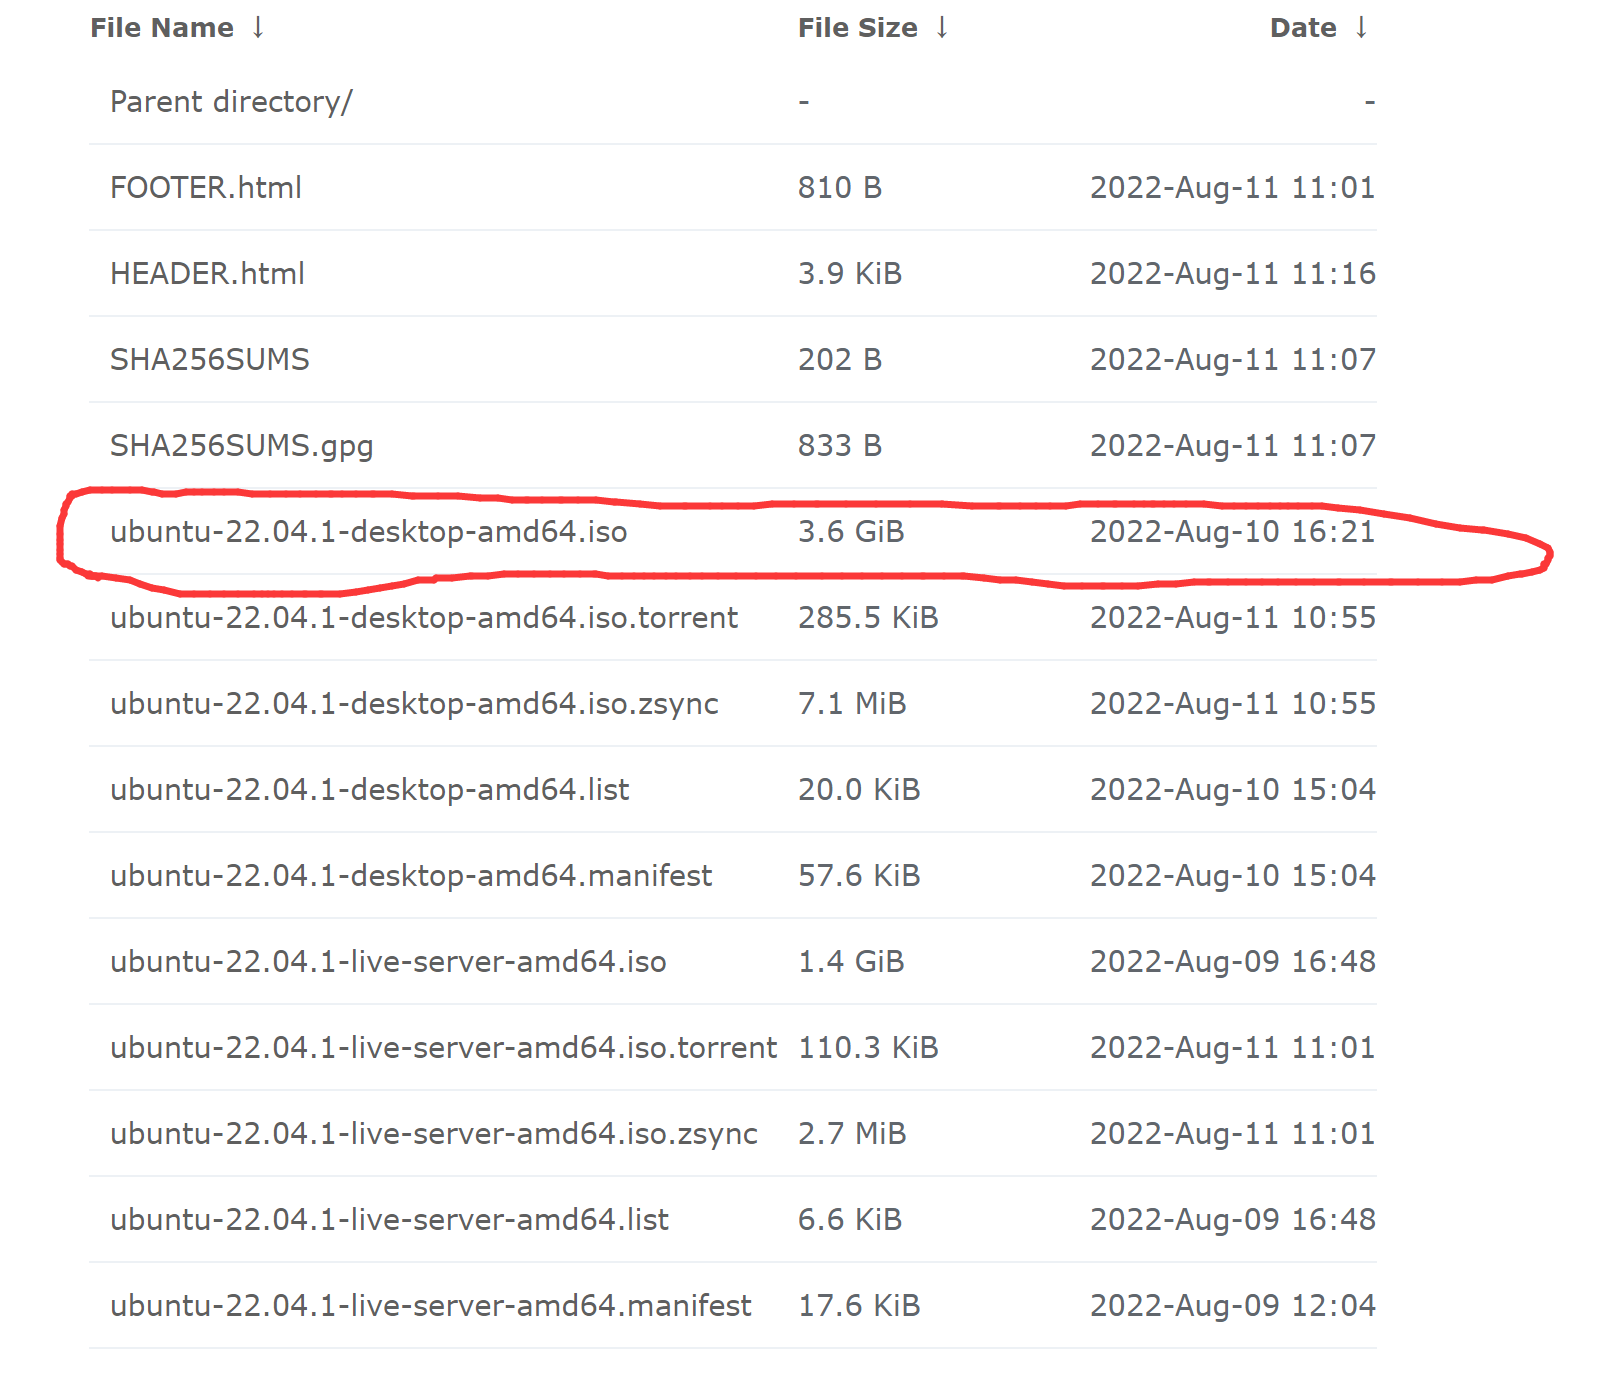 File Name ↓ File Size ↓ Date ↓
Parent directory/ - -
FOOTER.html 810 B 2022-Aug-11 11:01
HEADER.html 3.9 KiB 2022-Aug-11 11:16
SHA256SUMS 202 B 2022-Aug-11 11:07
SHA256SUMS.gpg 833 B 2022-Aug-11 11:07
ubuntu-22.04.1-desktop-amd64.iso 3.6 GiB 2022-Aug-10 16:21
ubuntu-22.04.1-desktop-amd64.iso.torrent 285.5 KiB 2022-Aug-11 10:55
ubuntu-22.04.1-desktop-amd64.iso.zsync 7.1 MiB 2022-Aug-11 10:55
ubuntu-22.04.1-desktop-amd64.list 20.0 KiB 2022-Aug-10 15:04
ubuntu-22.04.1-desktop-amd64.manifest 57.6 KiB 2022-Aug-10 15:04
ubuntu-22.04.1-live-server-amd64.iso 1.4 GiB 2022-Aug-09 16:48
ubuntu-22.04.1-live-server-amd64.iso.torrent 110.3 KiB 2022-Aug-11 11:01
ubuntu-22.04.1-live-server-amd64.iso.zsync 2.7 MiB 2022-Aug-11 11:01
ubuntu-22.04.1-live-server-amd64.list 6.6 KiB 2022-Aug-09 16:48
ubuntu-22.04.1-live-server-amd64.manifest 17.6 KiB 2022-Aug-09 12:04